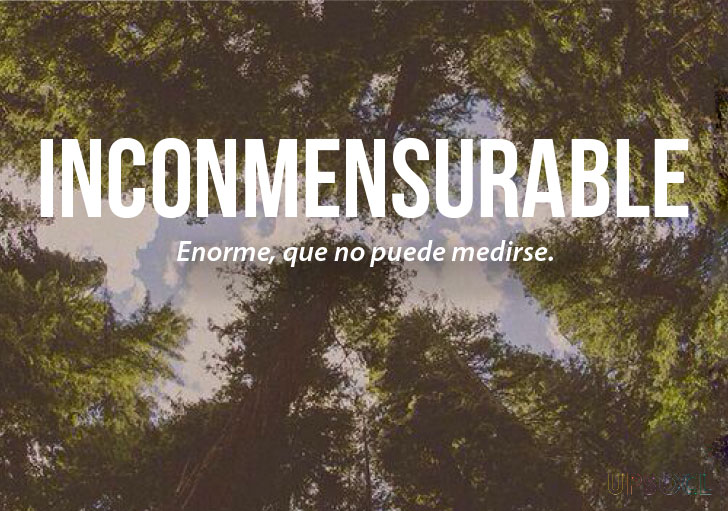 INCONMENSURABLE
Enorme, que no puede medirse.